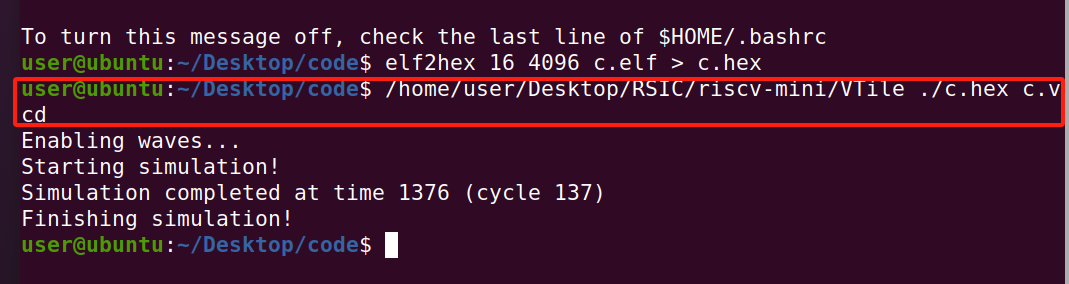 To turn this message off, check the last line of $HOME/.bashrc
user@ubuntu:~/Desktop/code$ elf2hex 16 4096 c.elf > c.hex
user@ubuntu:~/Desktop/code$ /home/user/Desktop/RSIC/riscv-mini/VTile ./c.hex c.v
cd
Enabling waves...
Starting simulation!
Simulation completed at time 1376 (cycle 137)
Finishing simulation!
user@ubuntu:~/Desktop/code$